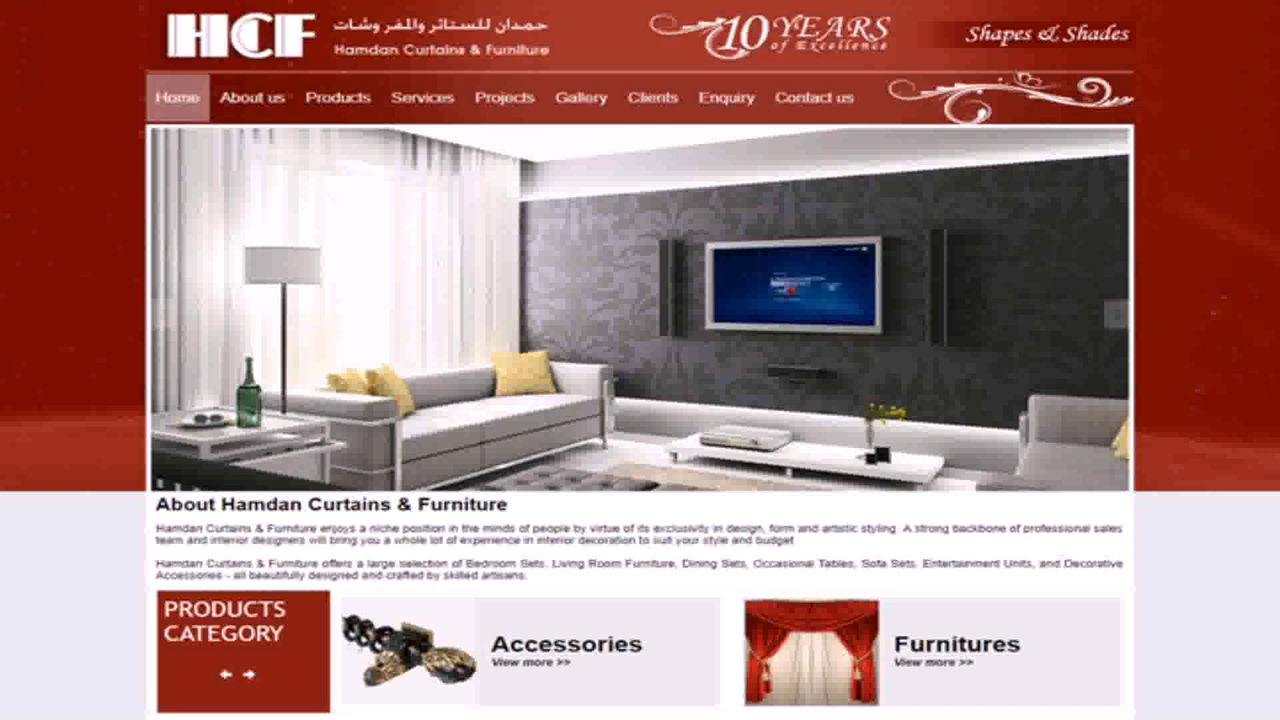 HCF
حمدان للستائر والمفروشات
Hamdan Curtains & Furniture
10 YEARS
of Excellence
Shapes & Shades
Home About us Products Services Projects Gallery Clients Enquiry Contact us
About Hamdan Curtains & Furniture
Hamdan Curtains & Furniture enjoys a niche position in the minds of people by virtue of its exclusivity in design, form and artistic styling. A strong backbone of professional sales
team and interior designers will bring you a whole lot of experience in interior decoration to suit your style and budget
Hamdan Curtains & Furniture offers a large selection of Bedroom Sets, Living Room Furniture, Dining Sets, Occasional Tables, Sofa Sets, Entertainment Units, and Decorative
Accessories - all beautifully designed and crafted by skilled artisans.
PRODUCTS
CATEGORY
Accessories
View more >>
Furnitures
View more >>